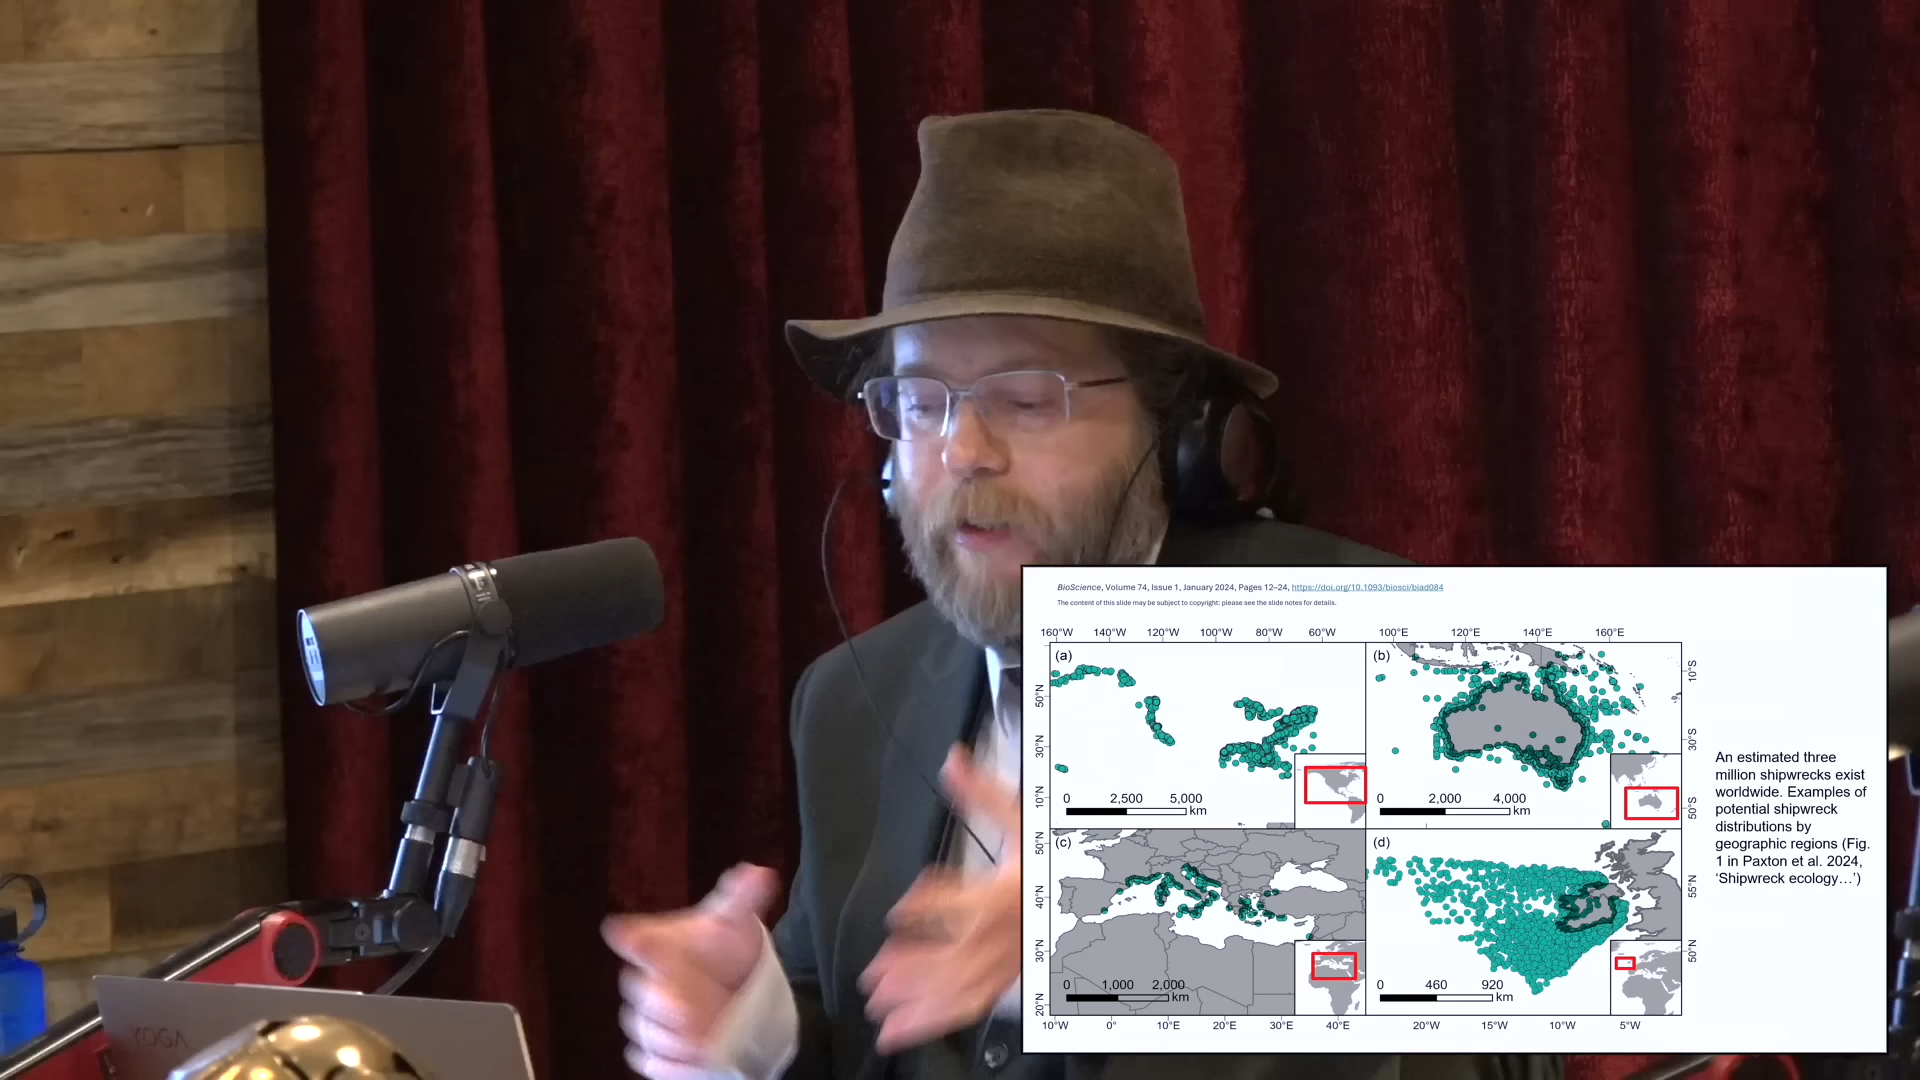 BioScience, Volume 74, Issue 1, January 2024, Pages 12–24, https://doi.org/10.1093/biosci/biad084
The content of this slide may be subject to copyright: please see the slide notes for details.
160°W 140°W 120°W 100°W 80°W 60°W 100°E 120°E 140°E 160°E
(a)
50°N
30°N
10°N
0 2,500 5,000
km
(b)
10°S
30°S
50°S
0 2,000 4,000
km
(c)
50°N
40°N
30°N
20°N
0 1,000 2,000
km
(d)
55°N
50°N
0 460 920
km
10°W 0° 10°E 20°E 30°E 40°E 20°W 15°W 10°W 5°W
An estimated three
million shipwrecks exist
worldwide. Examples of
potential shipwreck
distributions by
geographic regions (Fig.
1 in Paxton et al. 2024,
‘Shipwreck ecology…’)
YOGA